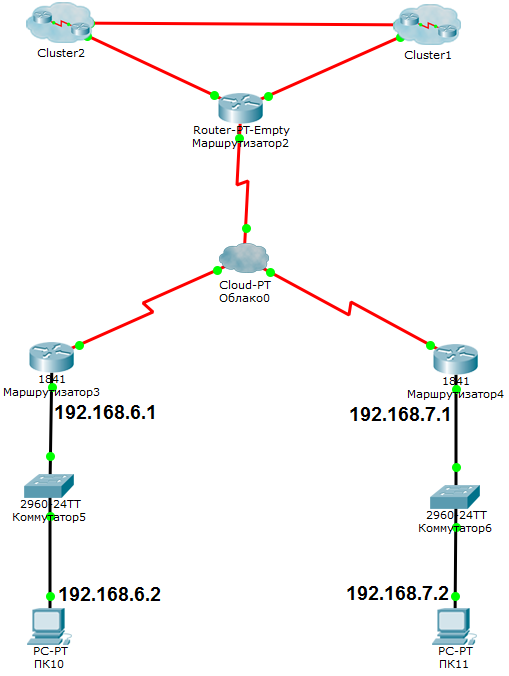 Cluster2
Cluster1
Router-PT-Empty
Маршрутизатор2
Cloud-PT
Облако0
1841
Маршрутизатор3
1841
Маршрутизатор4
192.168.6.1
192.168.7.1
2960-24TT
Коммутатор5
2960-24TT
Коммутатор6
192.168.6.2
192.168.7.2
PC-PT
ПК10
PC-PT
ПК11